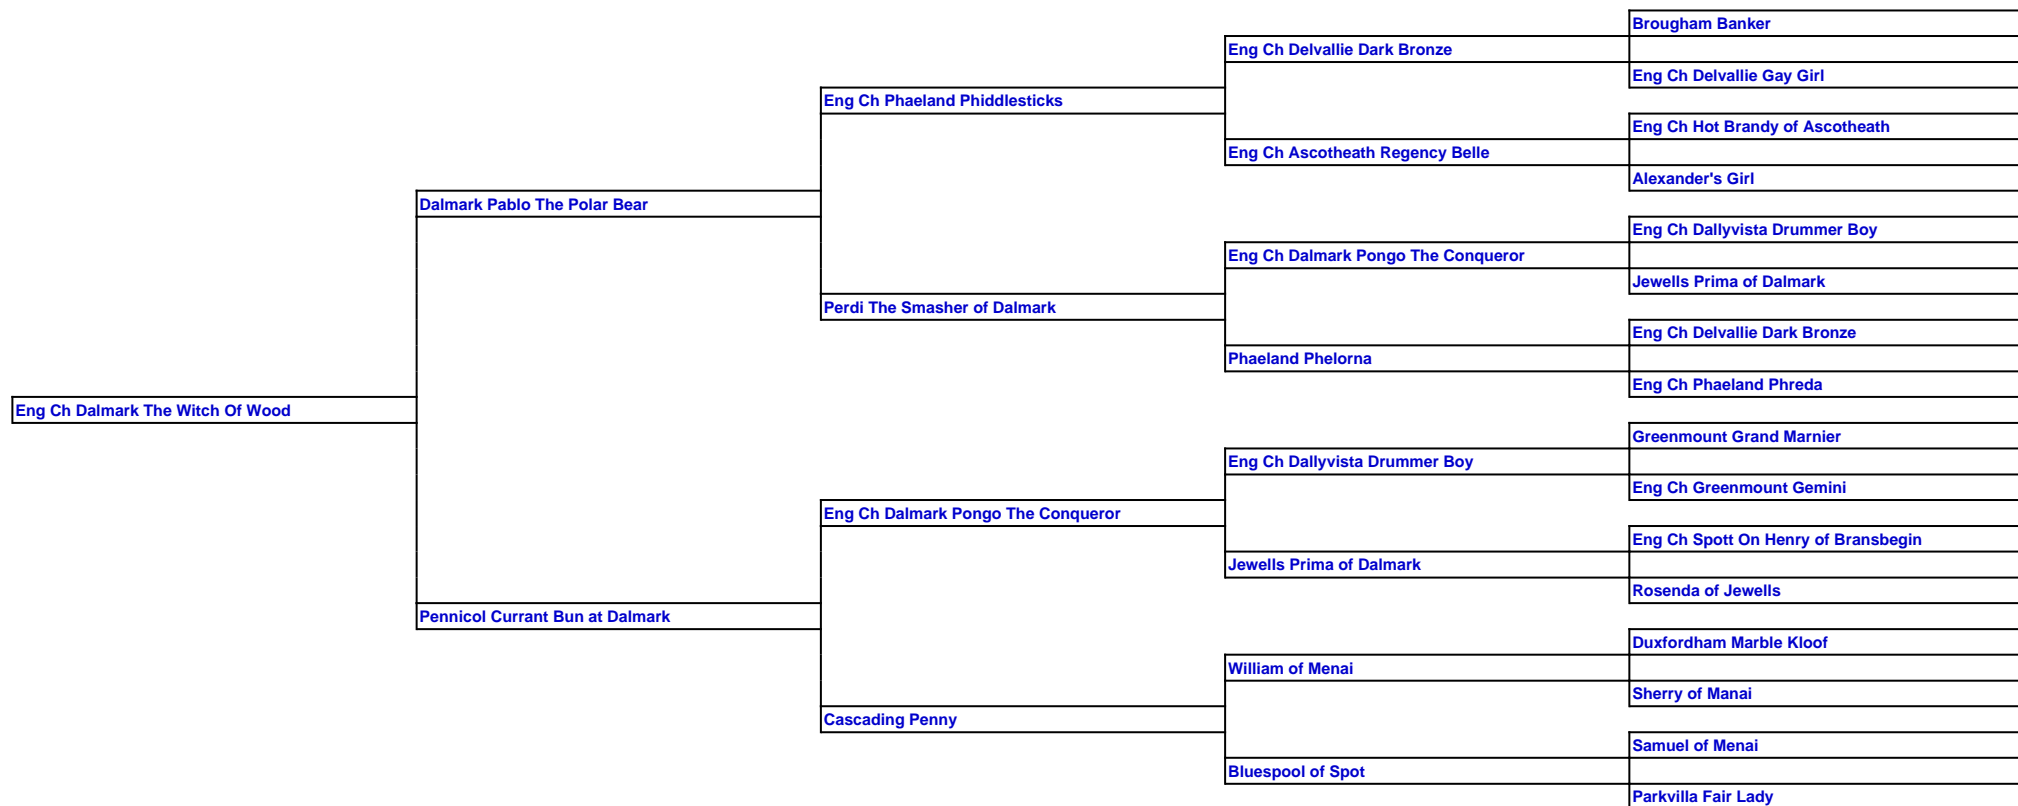 Brougham Banker
Eng Ch Delvallie Dark Bronze
Eng Ch Delvallie Gay Girl
Eng Ch Phaeland Phiddlesticks
Eng Ch Hot Brandy of Ascotheath
Eng Ch Ascotheath Regency Belle
Alexander's Girl
Dalmark Pablo The Polar Bear
Eng Ch Dallyvista Drummer Boy
Eng Ch Dalmark Pongo The Conqueror
Jewells Prima of Dalmark
Perdi The Smasher of Dalmark
Eng Ch Delvallie Dark Bronze
Phaeland Phelorna
Eng Ch Phaeland Phreda
Eng Ch Dalmark The Witch Of Wood
Greenmount Grand Marnier
Eng Ch Dallyvista Drummer Boy
Eng Ch Greenmount Gemini
Eng Ch Dalmark Pongo The Conqueror
Eng Ch Spott On Henry of Bransbegin
Jewells Prima of Dalmark
Rosenda of Jewells
Pennicol Currant Bun at Dalmark
Duxfordham Marble Kloof
William of Menai
Sherry of Manai
Cascading Penny
Samuel of Menai
Bluespool of Spot
Parkvilla Fair Lady